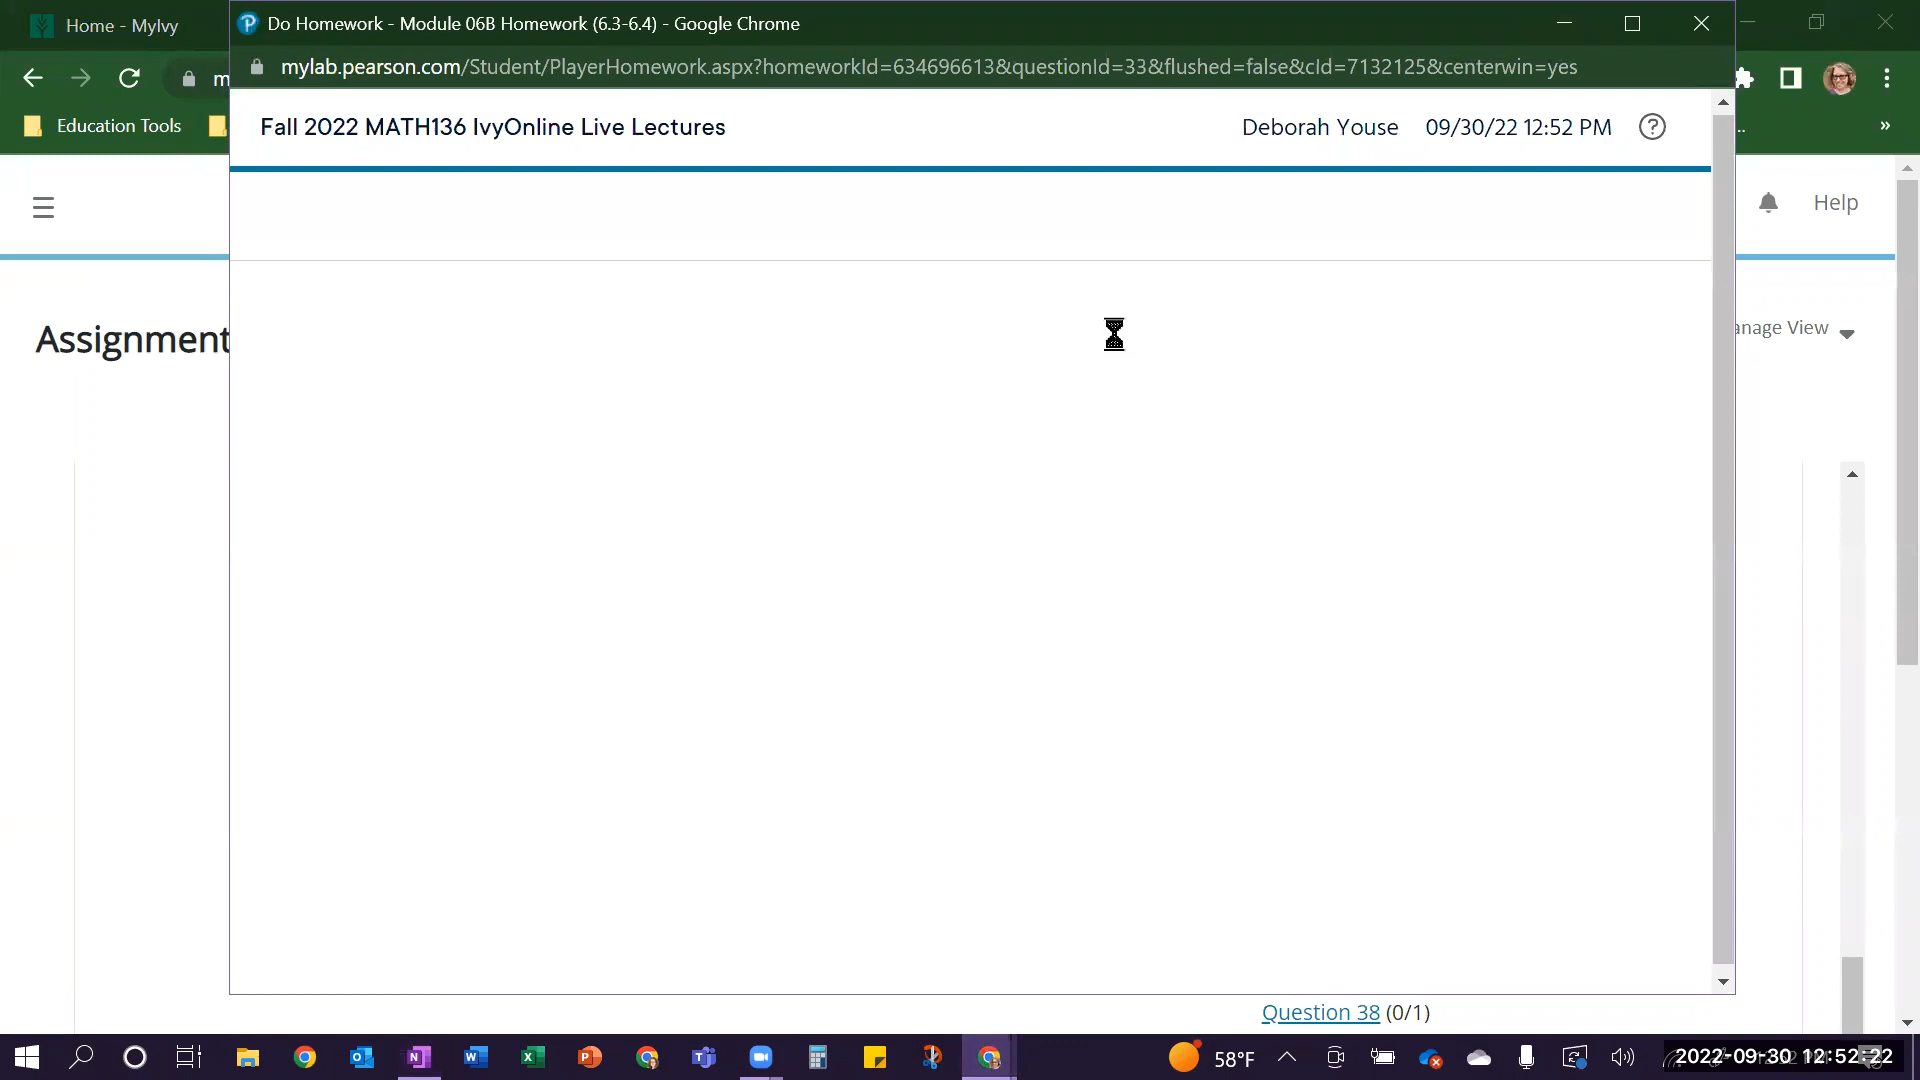 Home - MyIvy
Do Homework - Module 06B Homework (6.3-6.4) - Google Chrome
mylab.pearson.com/Student/PlayerHomework.aspx?homeworkId=634696613&questionId=33&flushed=false&cId=7132125&centerwin=yes
Education Tools
Fall 2022 MATH136 IvyOnline Live Lectures
Deborah Youse
09/30/22 12:52 PM
Help
Assignment
anage View
Question 38 (0/1)
58°F
2022-09-30 12:52:22